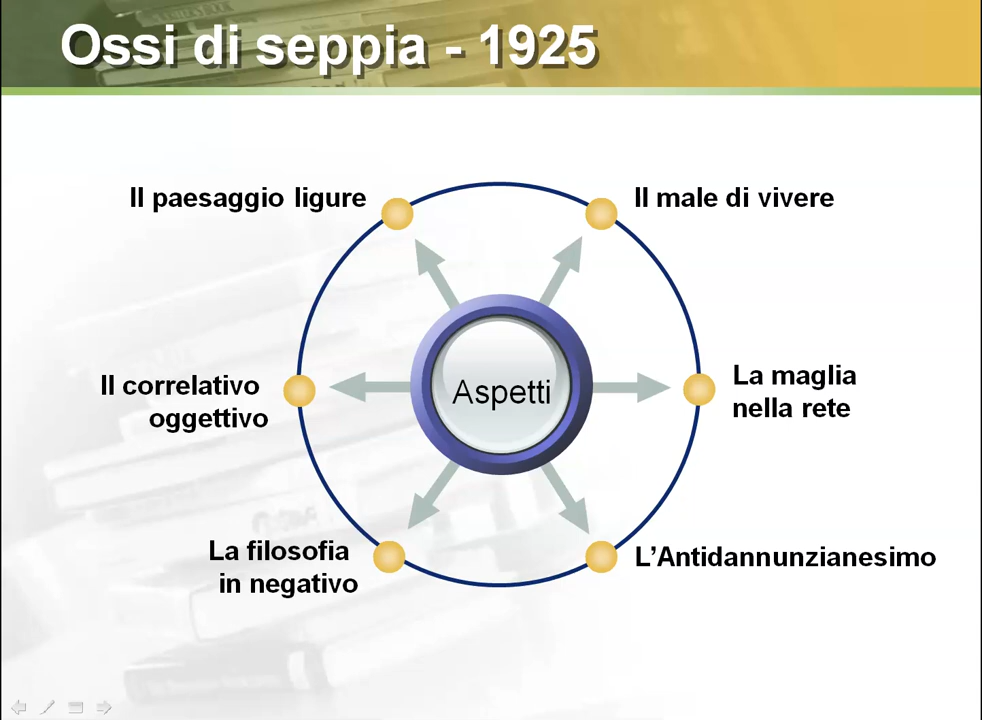 Ossi di seppia - 1925
Il paesaggio ligure
Il male di vivere
Il correlativo
oggettivo
Aspetti
La maglia
nella rete
La filosofia
in negativo
L'Antidannunzianesimo